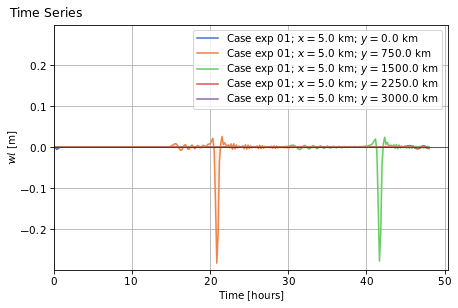 Time Series
Case exp 01; x = 5.0 km; y = 0.0 km
Case exp 01; x = 5.0 km; y = 750.0 km
Case exp 01; x = 5.0 km; y = 1500.0 km
Case exp 01; x = 5.0 km; y = 2250.0 km
Case exp 01; x = 5.0 km; y = 3000.0 km
0.2
0.1
0.0
−0.1
−0.2
wl [m]
0 10 20 30 40 50
Time [hours]